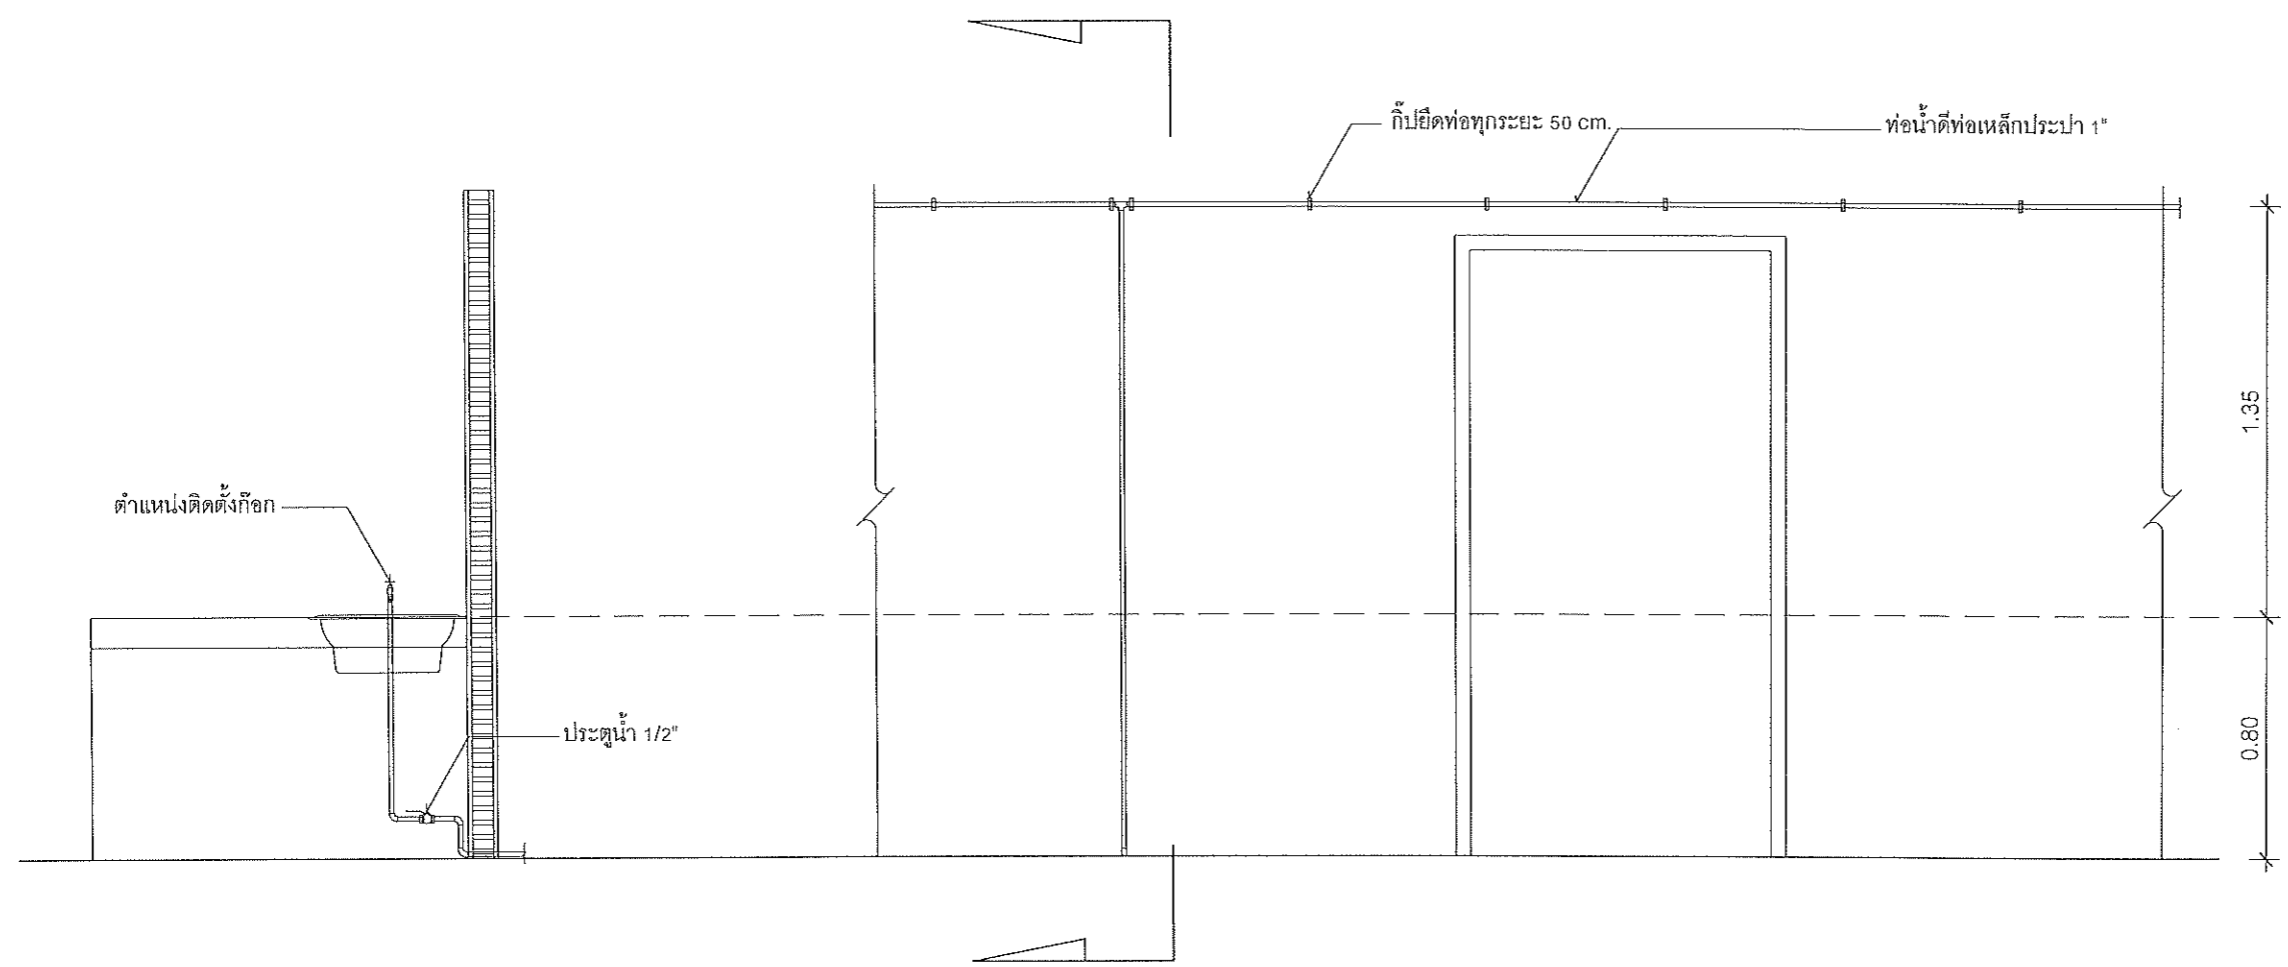 กิ๊ปยึดท่อทุกระยะ 50 cm.
ท่อน้ำดีท่อเหล็กประปา 1"
1.35
ตำแหน่งติดตั้งก๊อก
ประตูน้ำ 1/2"
0.80